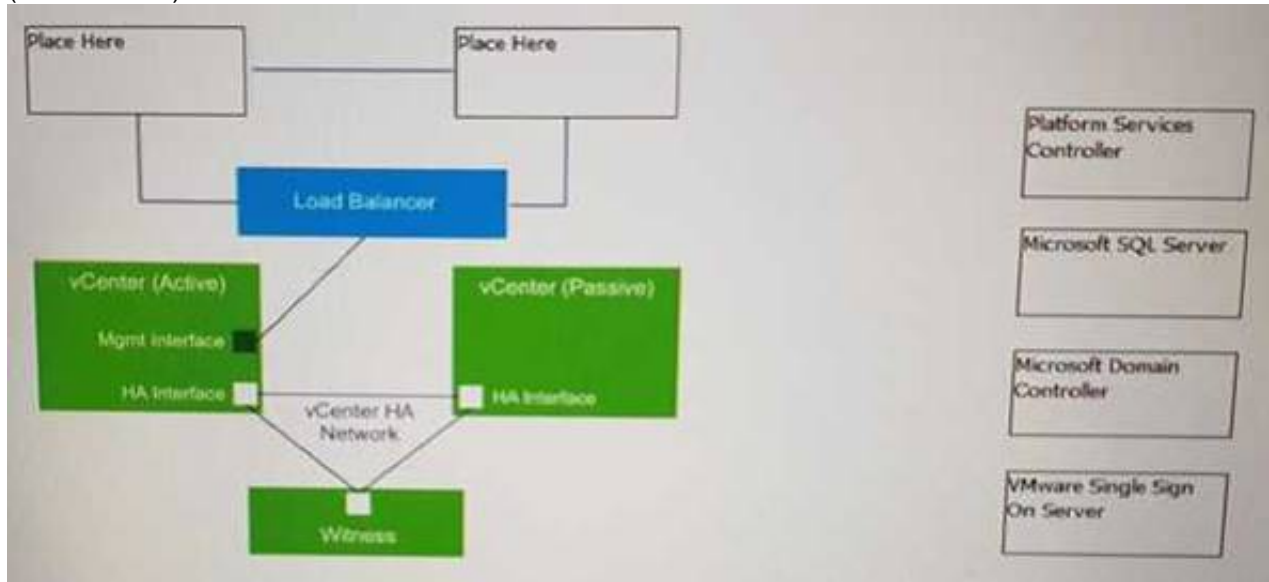 Place Here
Place Here
Load Balancer
vCenter (Active)
Mgmt Interface
HA Interface
vCenter (Passive)
HA Interface
vCenter HA
Network
Witness
Platform Services
Controller
Microsoft SQL Server
Microsoft Domain
Controller
VMware Single Sign
On Server